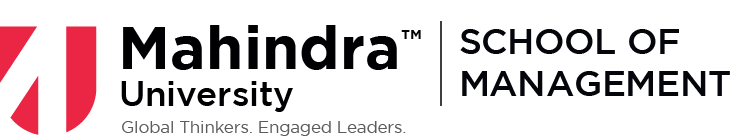 Mahindra™
University
Global Thinkers. Engaged Leaders.
SCHOOL OF
MANAGEMENT